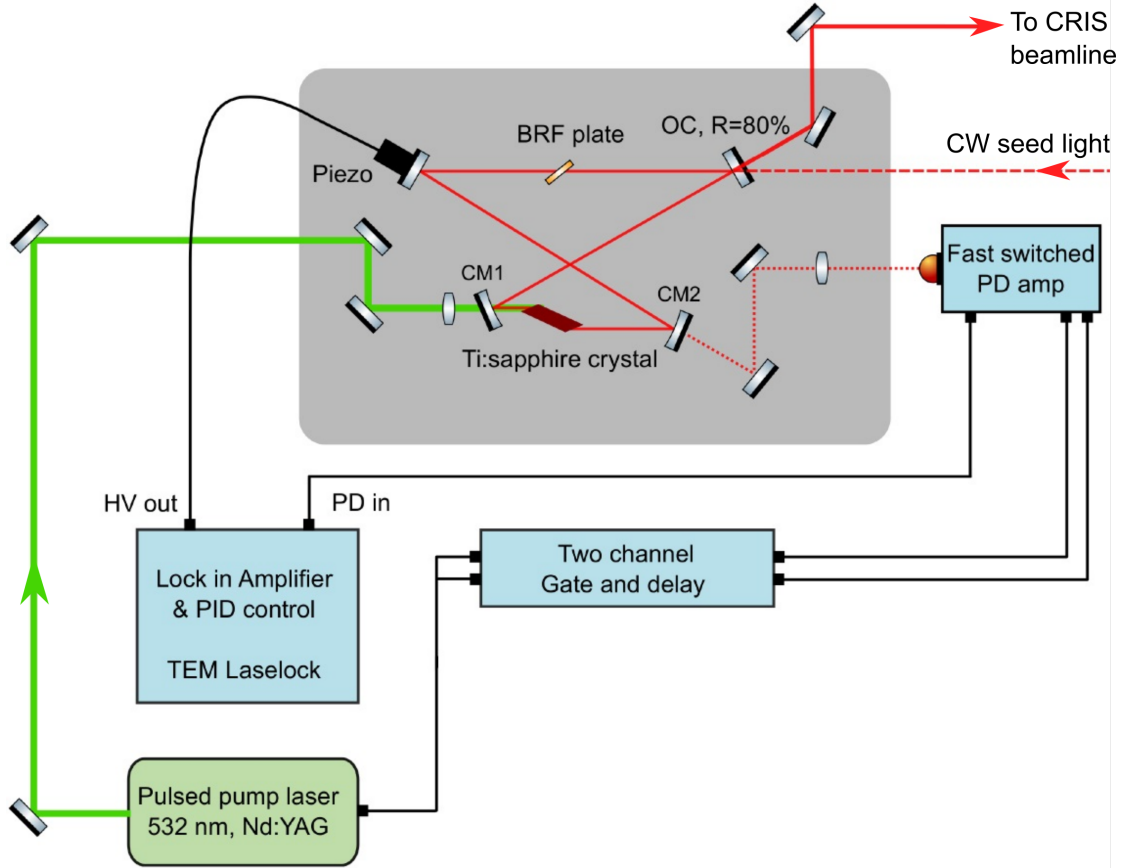 To CRIS
beamline
OC, R=80%
BRF plate
CW seed light
Piezo
Fast switched
PD amp
CM1
CM2
Ti:sapphire crystal
HV out
PD in
Two channel
Gate and delay
Lock in Amplifier
& PID control
TEM Laselock
Pulsed pump laser
532 nm, Nd:YAG